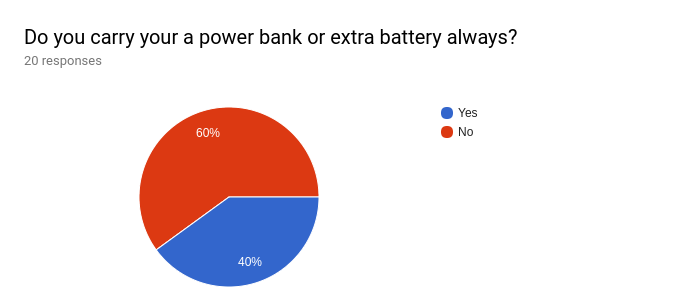 Do you carry your a power bank or extra battery always?
20 responses
Yes
No
60%
40%